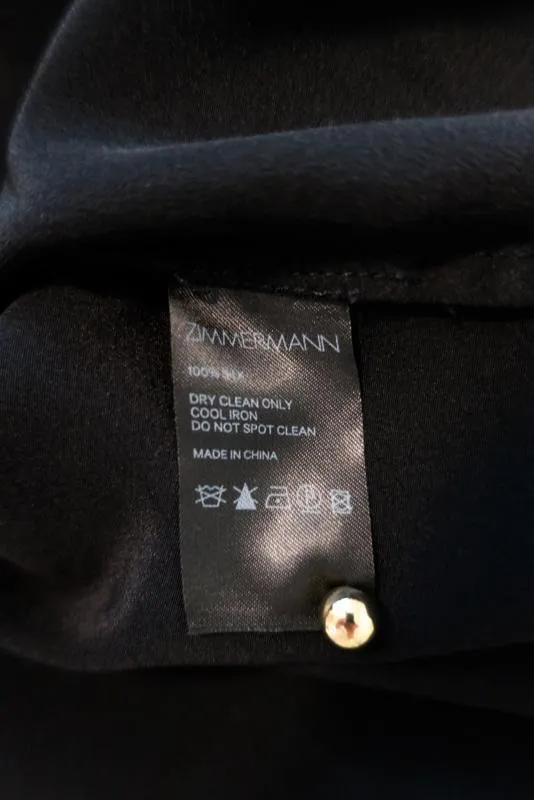 ZIMMERMANN
100% SILK
DRY CLEAN ONLY
COOL IRON
DO NOT SPOT CLEAN
MADE IN CHINA
P